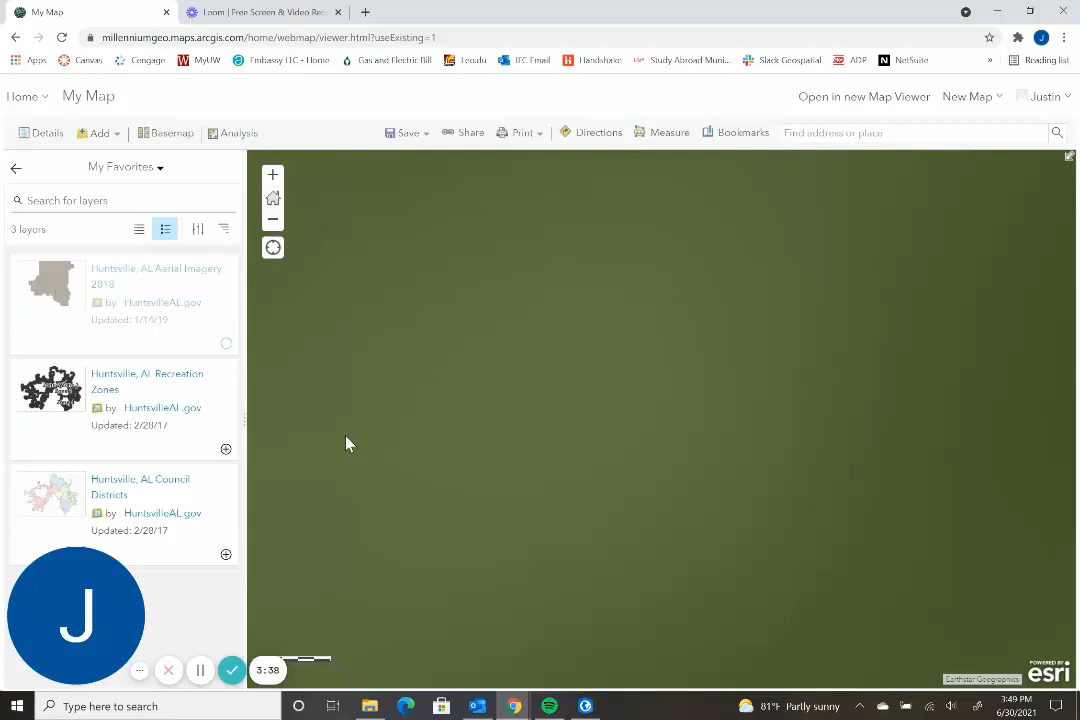 My Map
Loom | Free Screen & Video Rec
millenniumgeo.maps.arcgis.com/home/webmap/viewer.html?useExisting=1
J
Apps
Canvas
Cengage
MyUW
Embassy LLC - Home
Gas and Electric Bill
Leo.du
IEC Email
Handshake
Study Abroad Muni...
Slack Geospatial
ADP
NetSuite
»
Reading list
Home
My Map
Open in new Map Viewer
New Map
Justin
Details
Add
Basemap
Analysis
Save
Share
Print
Directions
Measure
Bookmarks
Find address or place
My Favorites
Search for layers
3 layers
Huntsville, AL Aerial Imagery
2018
by HuntsvilleAL.gov
Updated: 1/14/19
Huntsville, AL Recreation
Zones
by HuntsvilleAL.gov
Updated: 2/28/17
Huntsville, AL Council
Districts
by HuntsvilleAL.gov
Updated: 2/28/17
J
3:38
Earthstar Geographics
POWERED BY
esri
Type here to search
81°F Partly sunny
3:49 PM
6/30/2021